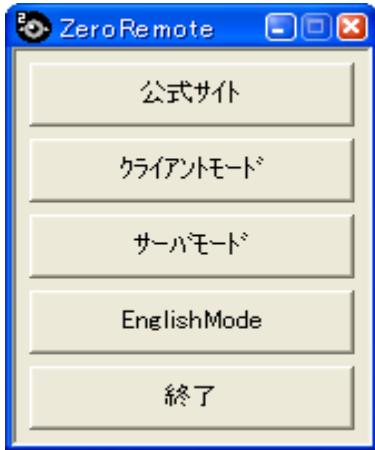 ZeroRemote
公式サイト
クライアントモード
サーバモード
EnglishMode
終了